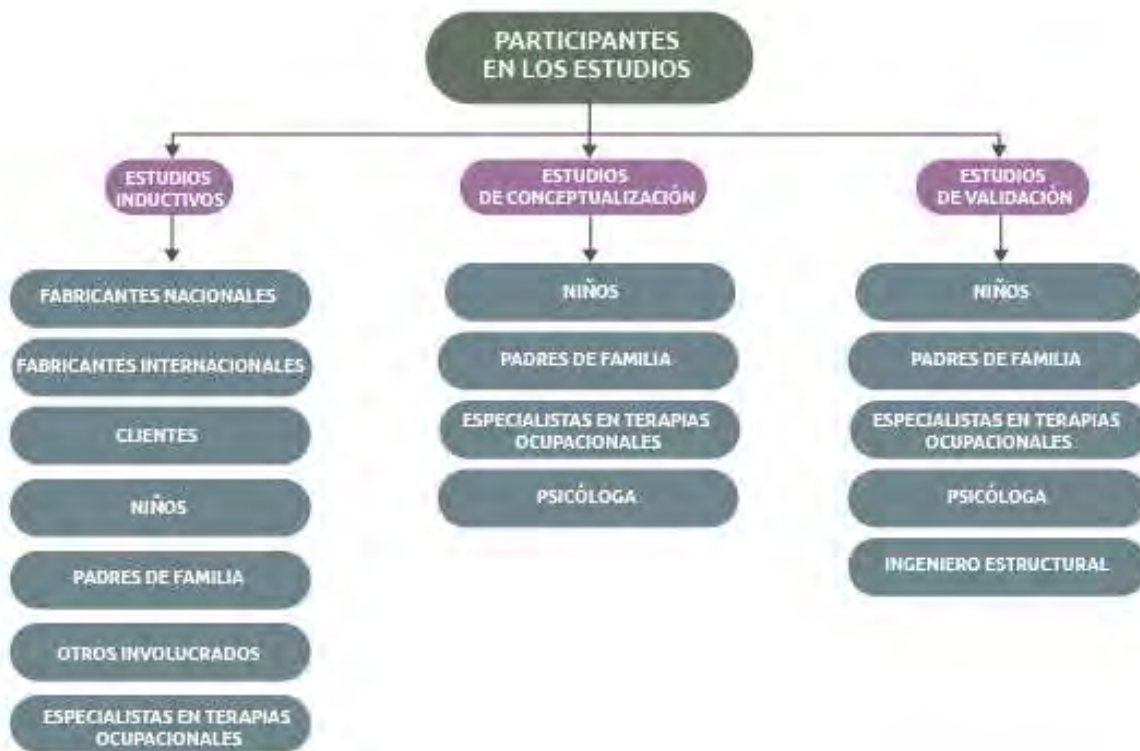 PARTICIPANTES
EN LOS ESTUDIOS
ESTUDIOS
INDUCTIVOS
FABRICANTES NACIONALES
FABRICANTES INTERNACIONALES
CLIENTES
NIÑOS
PADRES DE FAMILIA
OTROS INVOLUCRADOS
ESPECIALISTAS EN TERAPIAS
OCUPACIONALES
ESTUDIOS
DE CONCEPTUALIZACIÓN
NIÑOS
PADRES DE FAMILIA
ESPECIALISTAS EN TERAPIAS
OCUPACIONALES
PSICÓLOGA
ESTUDIOS
DE VALIDACIÓN
NIÑOS
PADRES DE FAMILIA
ESPECIALISTAS EN TERAPIAS
OCUPACIONALES
PSICÓLOGA
INGENIERO ESTRUCTURAL